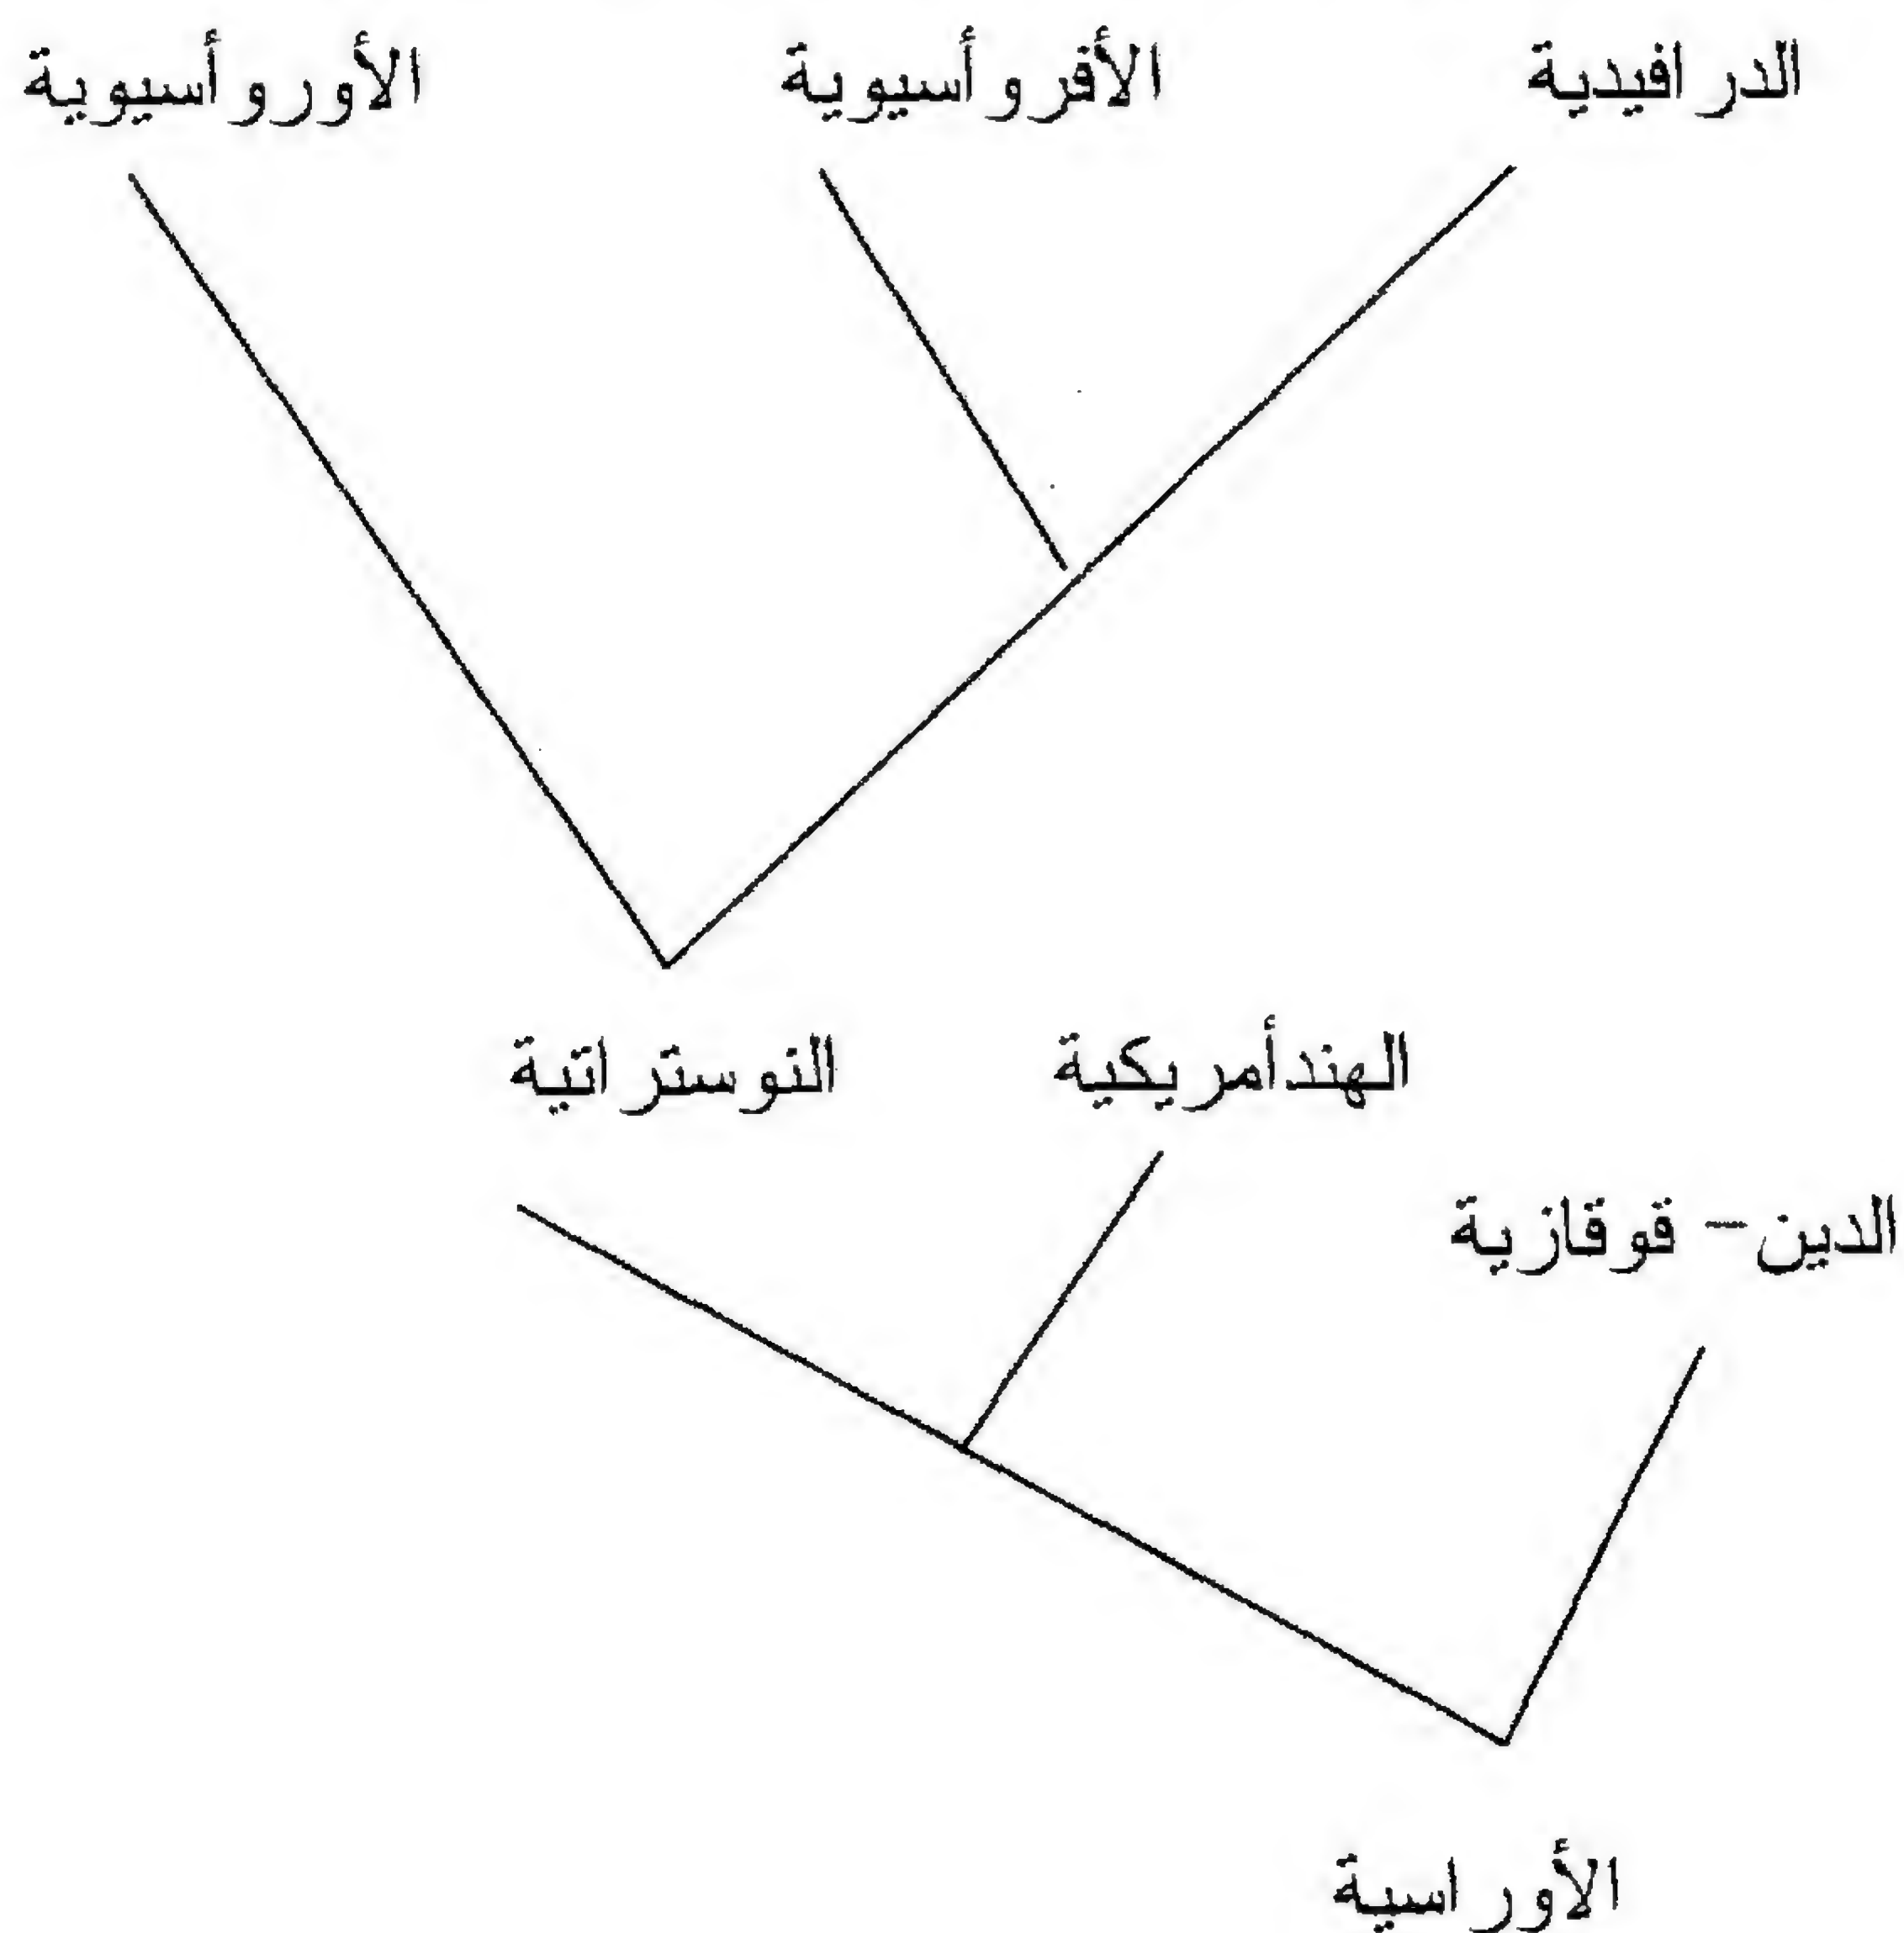 الدرافيدية الأفروأسيوية الأوروأسيوية
الهندأمريكية النوستراتية
الدين – قوقازية
الأوراسية